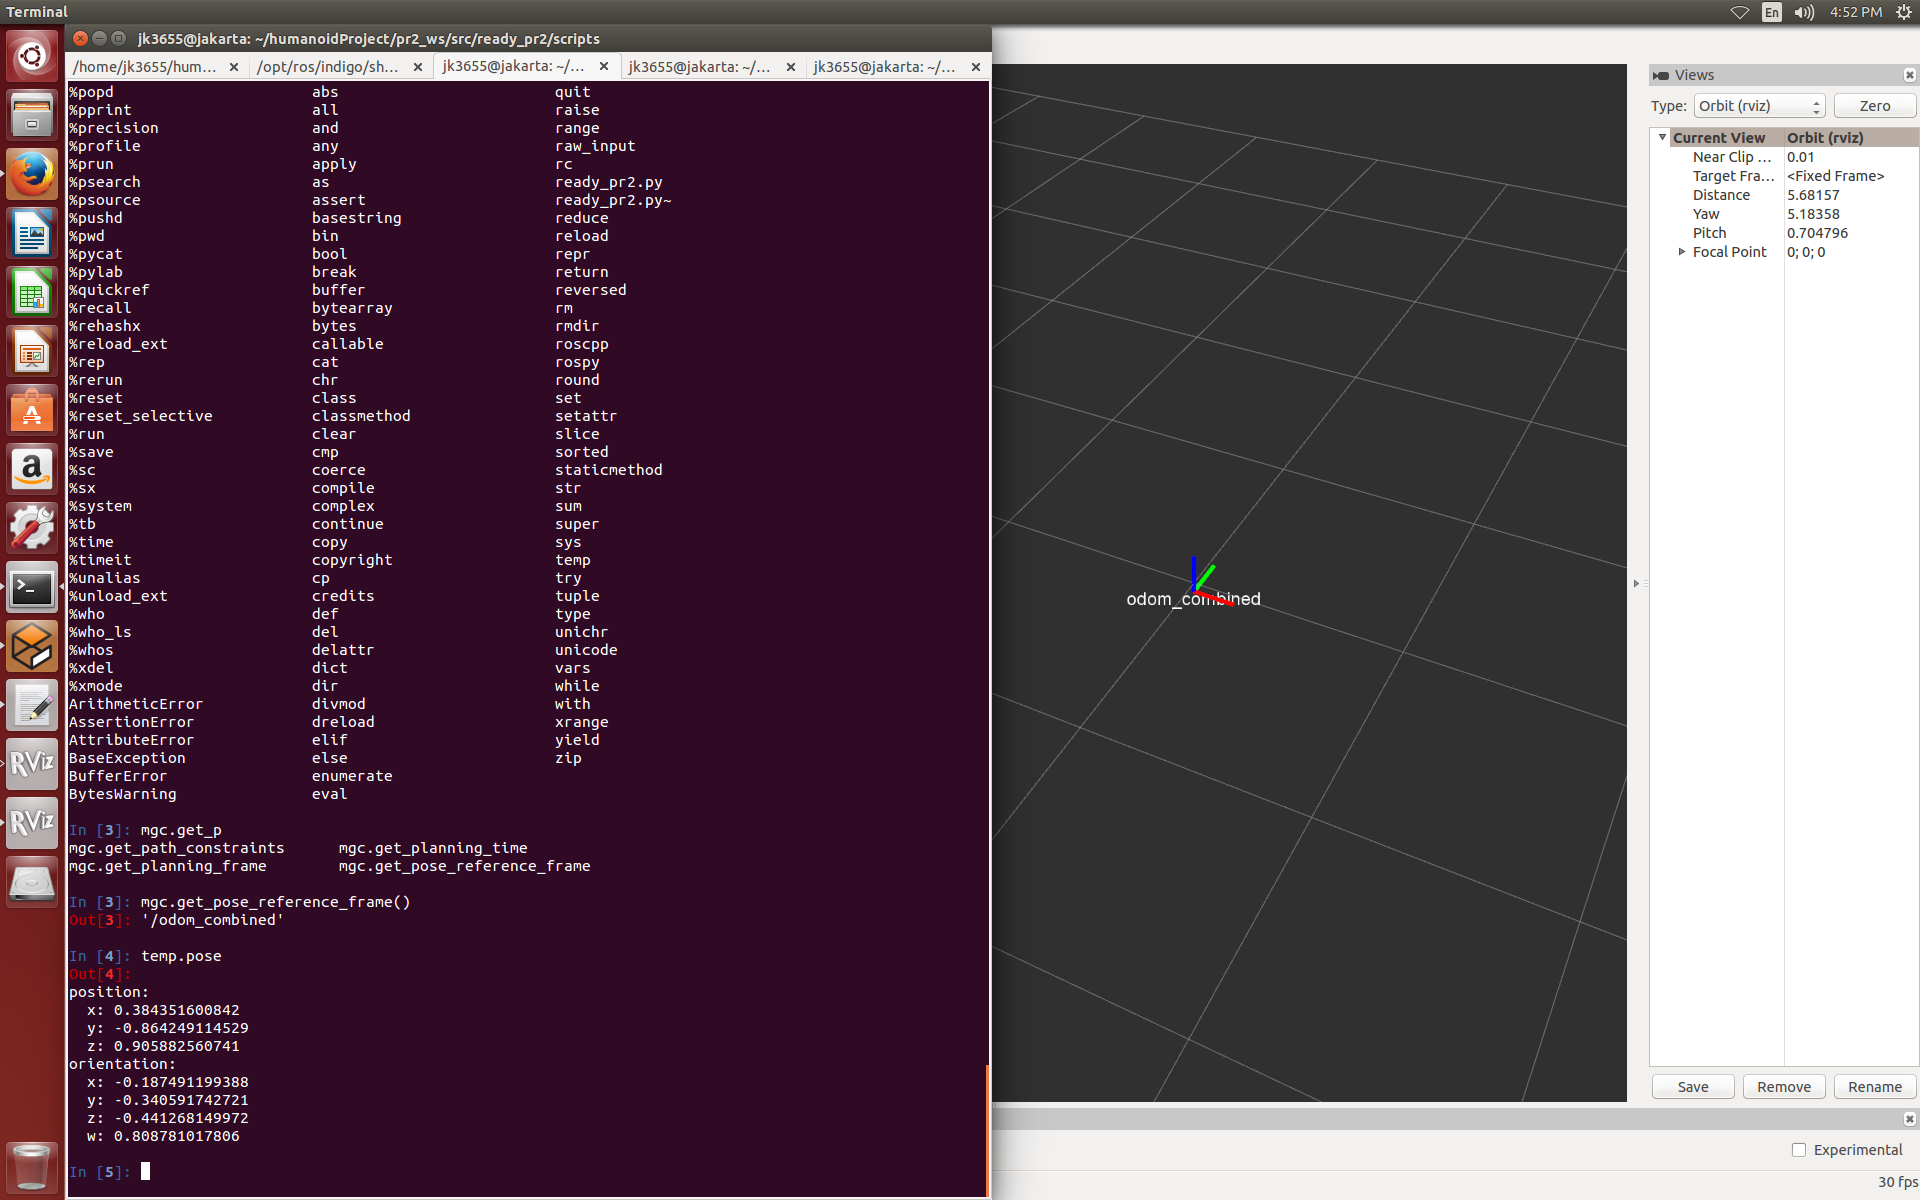 Terminal
En
4:52 PM
jk3655@jakarta: ~/humanoidProject/pr2_ws/src/ready_pr2/scripts
/home/jk3655/hum... /opt/ros/indigo/sh... jk3655@jakarta: ~/... jk3655@jakarta: ~/... jk3655@jakarta: ~/...
%popd abs quit
%pprint all raise
%precision and range
%profile any raw_input
%prun apply rc
%psearch as ready_pr2.py
%psource assert ready_pr2.py~
%pushd basestring reduce
%pwd bin reload
%pycat bool repr
%pylab break return
%quickref buffer reversed
%recall bytearray rm
%rehashx bytes rmdir
%reload_ext callable roscpp
%rep cat rospy
%rerun chr round
%reset class set
%reset_selective classmethod setattr
%run clear slice
%save cmp sorted
%sc coerce staticmethod
%sx compile str
%system complex sum
%tb continue super
%time copy sys
%timeit copyright temp
%unalias cp try
%unload_ext credits tuple
%who def type
%who_ls del unichr
%whos delattr unicode
%xdel dict vars
%xmode dir while
ArithmeticError divmod with
AssertionError dreload xrange
AttributeError elif yield
BaseException else zip
BufferError enumerate
BytesWarning eval
In [3]: mgc.get_p
mgc.get_path_constraints mgc.get_planning_time
mgc.get_planning_frame mgc.get_pose_reference_frame
In [3]: mgc.get_pose_reference_frame()
Out[3]: '/odom_combined'
In [4]: temp.pose
Out[4]:
position:
x: 0.384351600842
y: -0.864249114529
z: 0.905882560741
orientation:
x: -0.187491199388
y: -0.340591742721
z: -0.441268149972
w: 0.808781017806
In [5]:
RViz
RViz
odom_combined
Views
Type: Orbit (rviz) Zero
Current View Orbit (rviz)
Near Clip ... 0.01
Target Fra... <Fixed Frame>
Distance 5.68157
Yaw 5.18358
Pitch 0.704796
Focal Point 0; 0; 0
Save Remove Rename
Experimental
30 fps